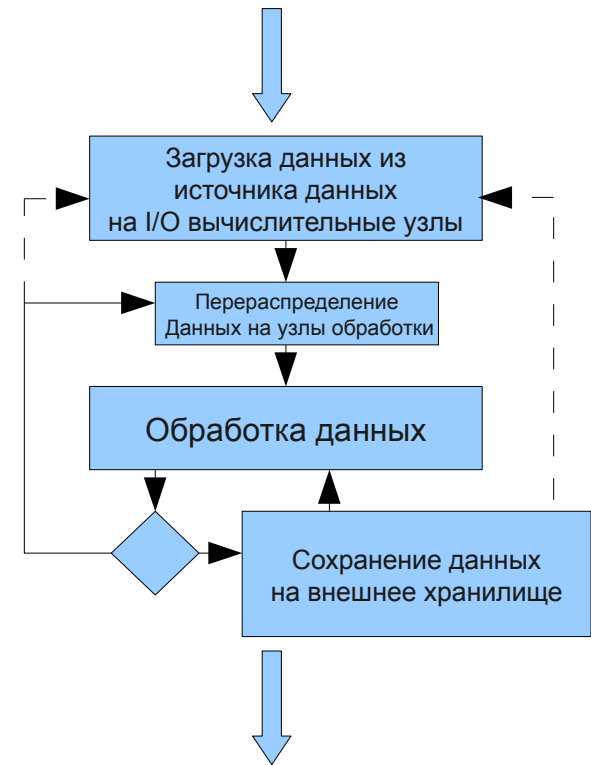 Загрузка данных из
источника данных
на I/O вычислительные узлы
Перераспределение
Данных на узлы обработки
Обработка данных
Сохранение данных
на внешнее хранилище